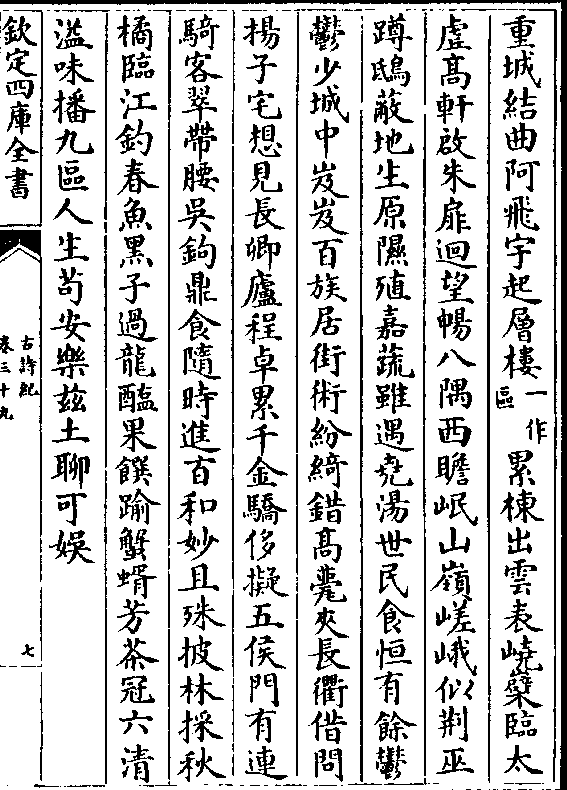 重城結曲阿飛宇起層樓一作區累棟出雲表嶢櫱臨太
虛髙軒啟朱扉迴望暢八隅西瞻岷山嶺嵯峨似荆巫
蹲鴟蔽地生原隰殖嘉蔬雖遇堯湯世民食恒有餘鬱
鬱少城中岌岌百族居街術紛綺錯髙甍夾長衢借問
揚子宅想見長卿廬程卓累千金驕侈擬五侯門有連
騎客翠帶腰吳鉤鼎食隨時進百和妙且殊披林採秋
橘臨江釣春魚黑子過龍醢果饌踰蟹蝑芳茶冠六清
溢味播九區人生苟安樂兹土聊可娯
欽定四庫全書
古詩紀
卷三十九
七